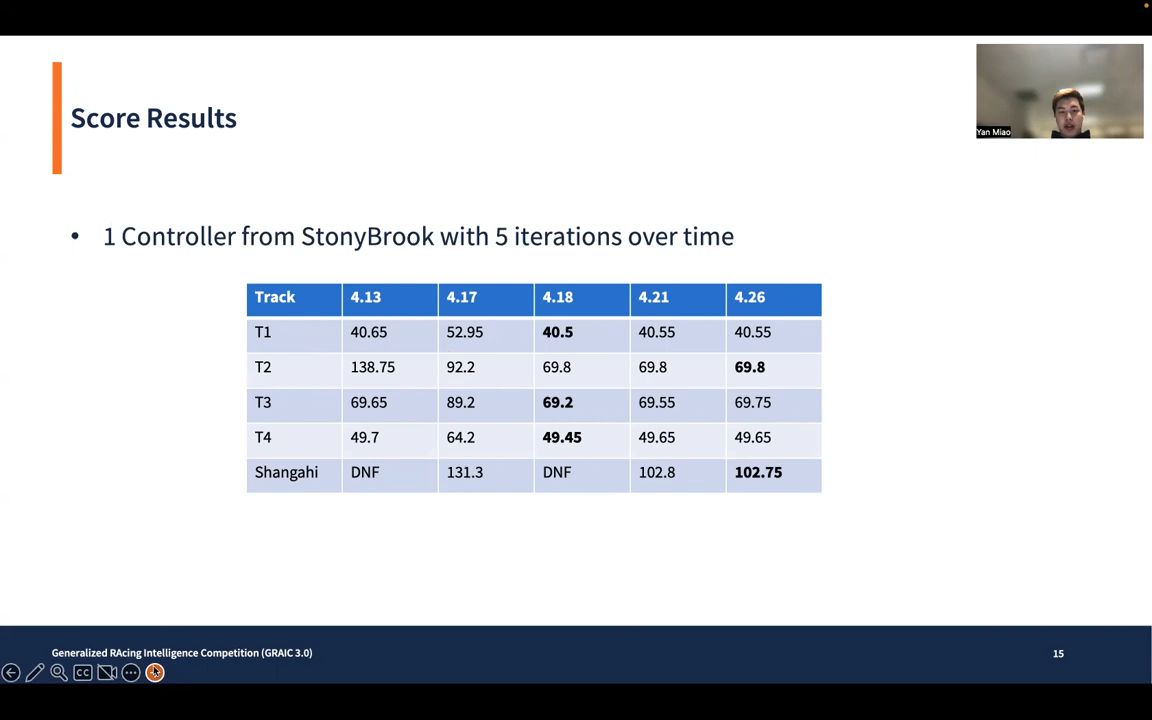 Score Results
Yan Miao
• 1 Controller from StonyBrook with 5 iterations over time
Track 4.13 4.17 4.18 4.21 4.26
T1 40.65 52.95 40.5 40.55 40.55
T2 138.75 92.2 69.8 69.8 69.8
T3 69.65 89.2 69.2 69.55 69.75
T4 49.7 64.2 49.45 49.65 49.65
Shangahi DNF 131.3 DNF 102.8 102.75
Generalized RAcing Intelligence Competition (GRAIC 3.0)
15
CC